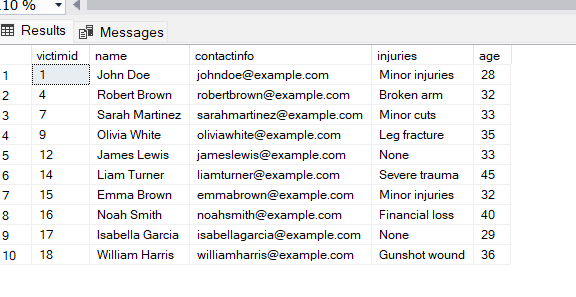 .10 %
Results Messages
victimid name contactinfo injuries age
1 1 John Doe johndoe@example.com Minor injuries 28
2 4 Robert Brown robertbrown@example.com Broken arm 32
3 7 Sarah Martinez sarahmartinez@example.com Minor cuts 33
4 9 Olivia White oliviawhite@example.com Leg fracture 35
5 12 James Lewis jameslewis@example.com None 33
6 14 Liam Turner liamturner@example.com Severe trauma 45
7 15 Emma Brown emmabrown@example.com Minor injuries 32
8 16 Noah Smith noahsmith@example.com Financial loss 40
9 17 Isabella Garcia isabellagarcia@example.com None 29
10 18 William Harris williamharris@example.com Gunshot wound 36